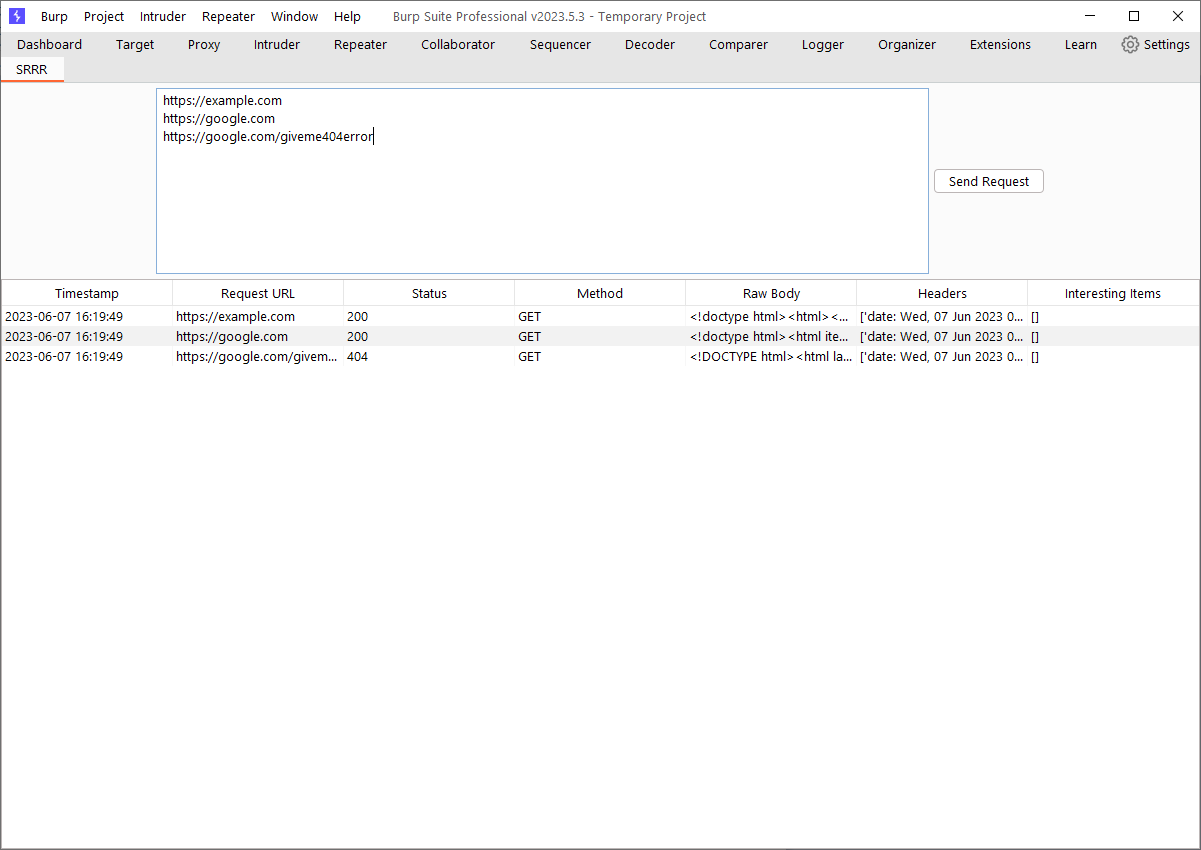 Burp Project Intruder Repeater Window Help Burp Suite Professional v2023.5.3 - Temporary Project
Dashboard Target Proxy Intruder Repeater Collaborator Sequencer Decoder Comparer Logger Organizer Extensions Learn Settings
SRRR
https://example.com
https://google.com
https://google.com/giveme404error
Send Request
Timestamp Request URL Status Method Raw Body Headers Interesting Items
2023-06-07 16:19:49 https://example.com 200 GET <!doctype html> <html> <... ['date: Wed, 07 Jun 2023 0... []
2023-06-07 16:19:49 https://google.com 200 GET <!doctype html> <html ite... ['date: Wed, 07 Jun 2023 0... []
2023-06-07 16:19:49 https://google.com/givem... 404 GET <!DOCTYPE html> <html la... ['date: Wed, 07 Jun 2023 0... []